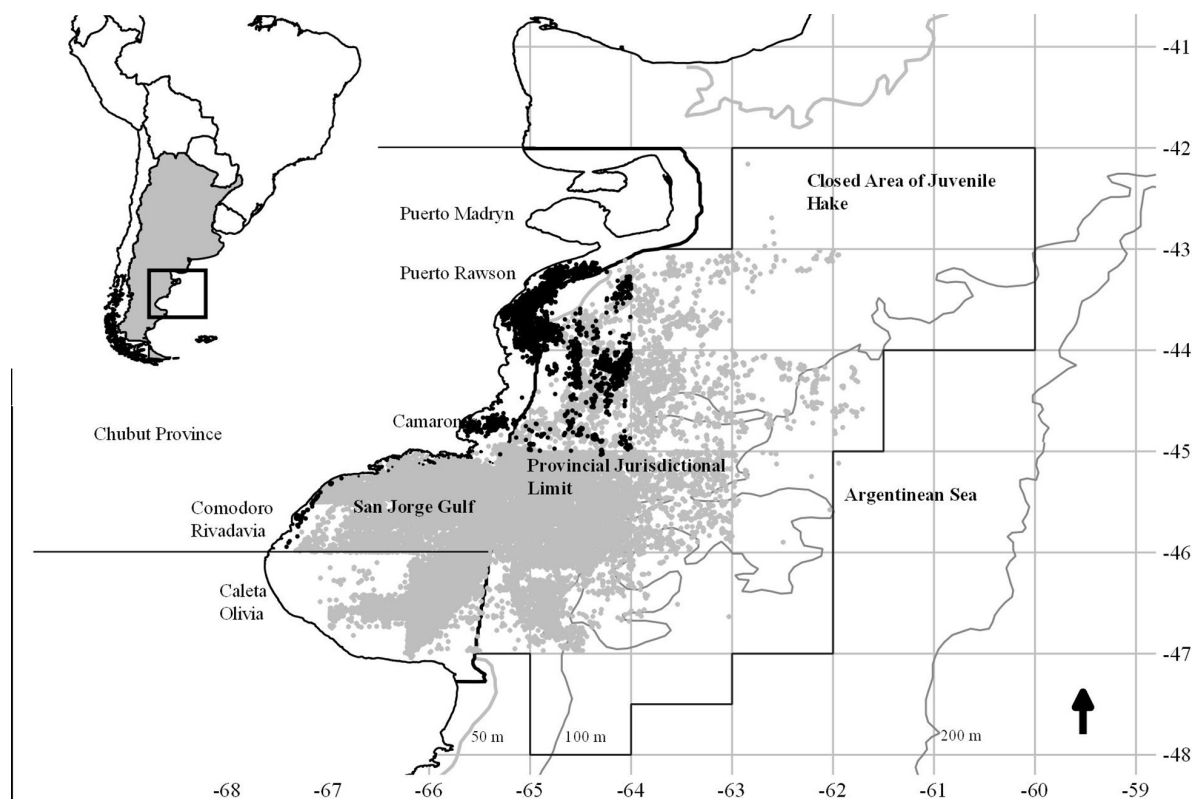 -41
-42
Closed Area of Juvenile
Hake
Puerto Madryn
-43
Puerto Rawson
-44
Camaron
Chubut Province
-45
Provincial Jurisdictional
Limit
Argentinean Sea
San Jorge Gulf
Comodoro
Rivadavia
-46
Caleta
Olivia
-47
50 m
100 m
200 m
-48
-68
-67
-66
-65
-64
-63
-62
-61
-60
-59